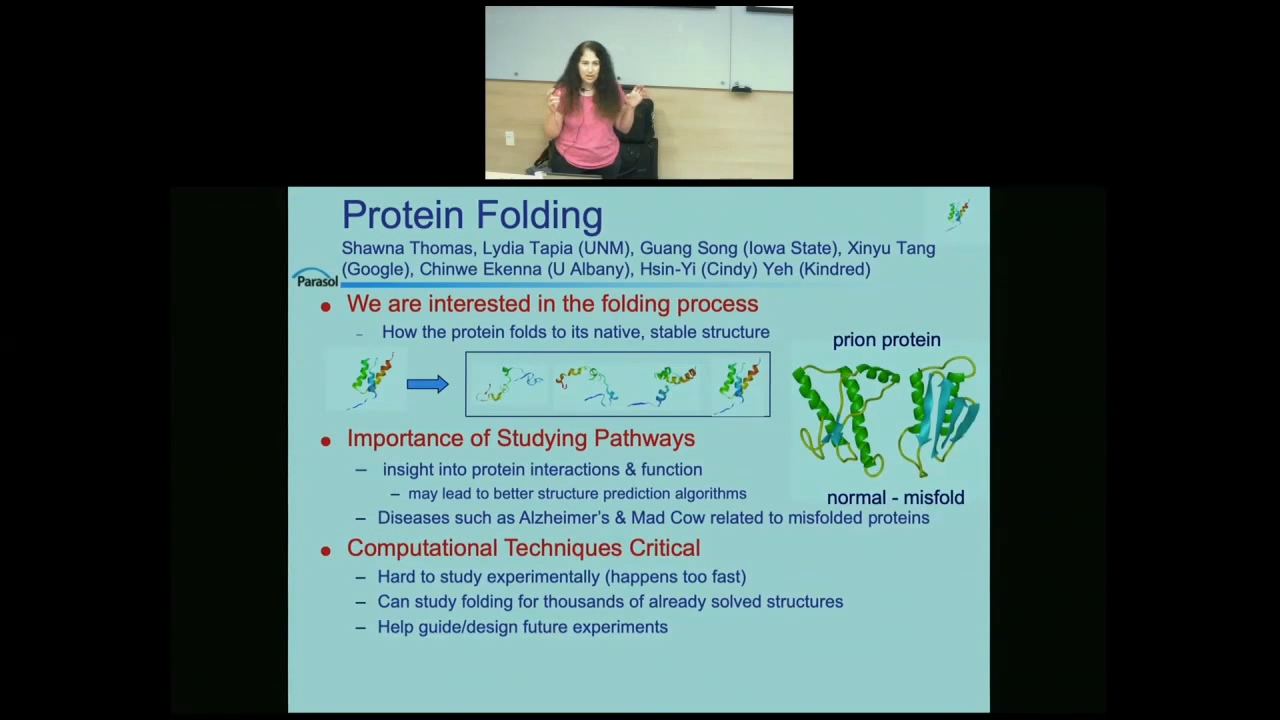 Protein Folding
Shawna Thomas, Lydia Tapia (UNM), Guang Song (Iowa State), Xinyu Tang
(Google), Chinwe Ekenna (U Albany), Hsin-Yi (Cindy) Yeh (Kindred)
Parasol
• We are interested in the folding process
– How the protein folds to its native, stable structure
prion protein
• Importance of Studying Pathways
– insight into protein interactions & function
– may lead to better structure prediction algorithms
normal - misfold
– Diseases such as Alzheimer's & Mad Cow related to misfolded proteins
• Computational Techniques Critical
– Hard to study experimentally (happens too fast)
– Can study folding for thousands of already solved structures
– Help guide/design future experiments